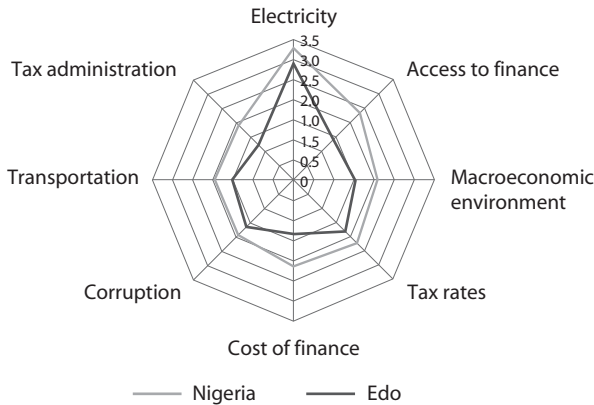 Electricity
3.5
3.0
2.5
2.0
1.0
1.5
0.5
0
Tax administration
Access to finance
Transportation
Macroeconomic
environment
Corruption
Tax rates
Cost of finance
Nigeria
Edo